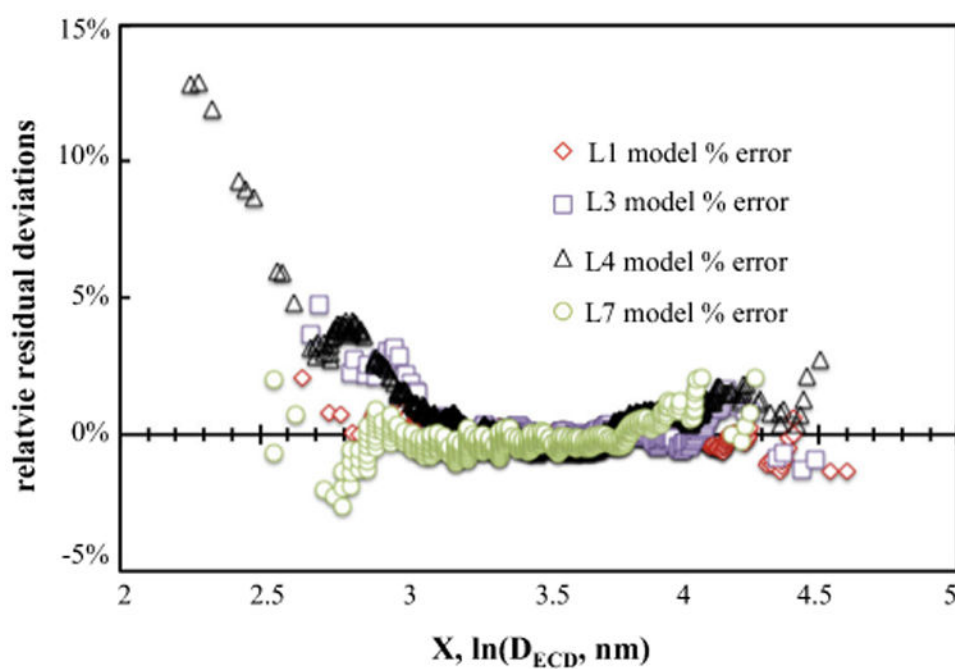 15%
10%
5%
0%
-5%
relatvie residual deviations
L1 model % error
L3 model % error
L4 model % error
L7 model % error
2 2.5 3 3.5 4 4.5 5
X, ln(D_ECD, nm)